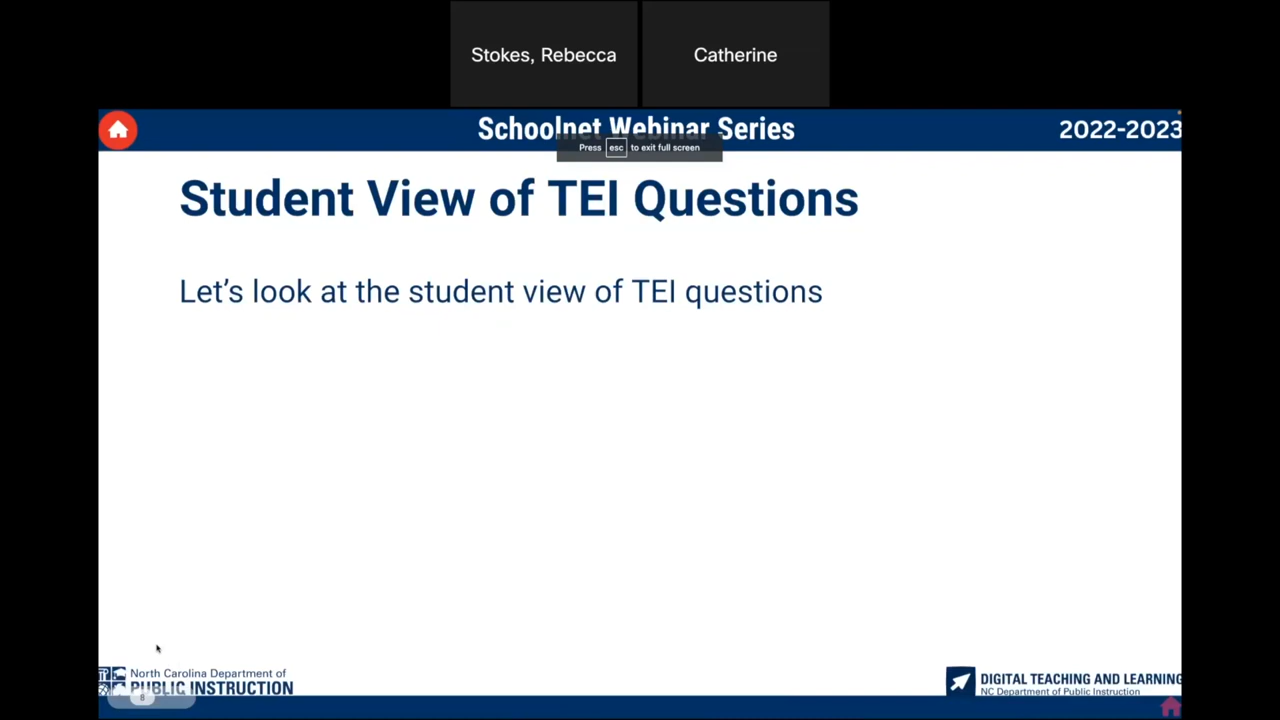 Stokes, Rebecca
Catherine
Schoolnet Webinar Series
2022-2023
Press esc to exit full screen
Student View of TEI Questions
Let's look at the student view of TEI questions
North Carolina Department of
PUBLIC INSTRUCTION
8
DIGITAL TEACHING AND LEARNING
NC Department of Public Instruction